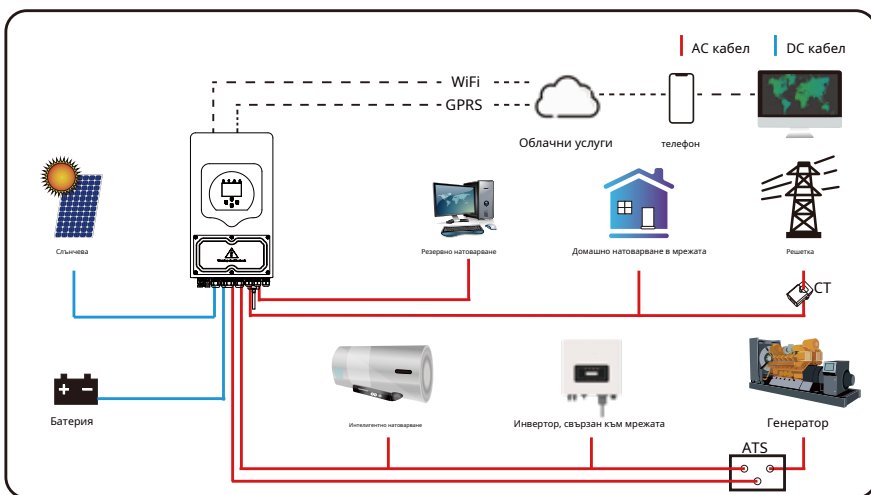 AC кабел
DC кабел
WiFi
GPRS
Облачни услуги
телефон
Слънчева
Резервно натоварване
Домашно натоварване в мрежата
Решетка
CT
Батерия
Интелигентно натоварване
Инвертор, свързан към мрежата
Генератор
ATS